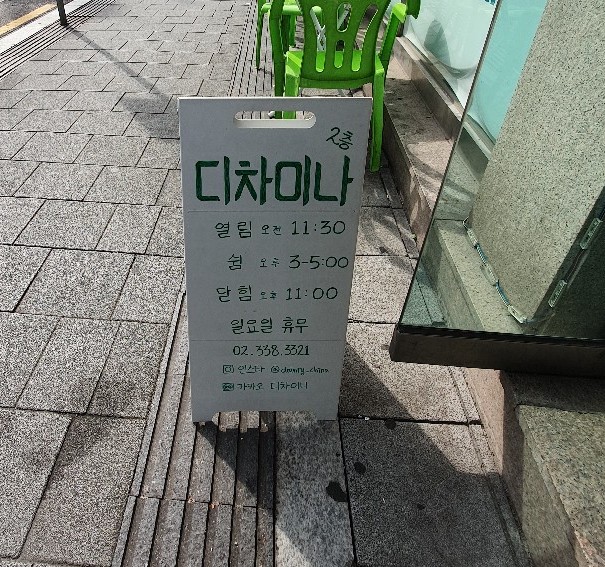 2층
디차이나
열림 오전 11:30
쉼 오후 3-5:00
닫힘 오후 11:00
월요일 휴무
02.338.3321
인스타
카카오 디차이나